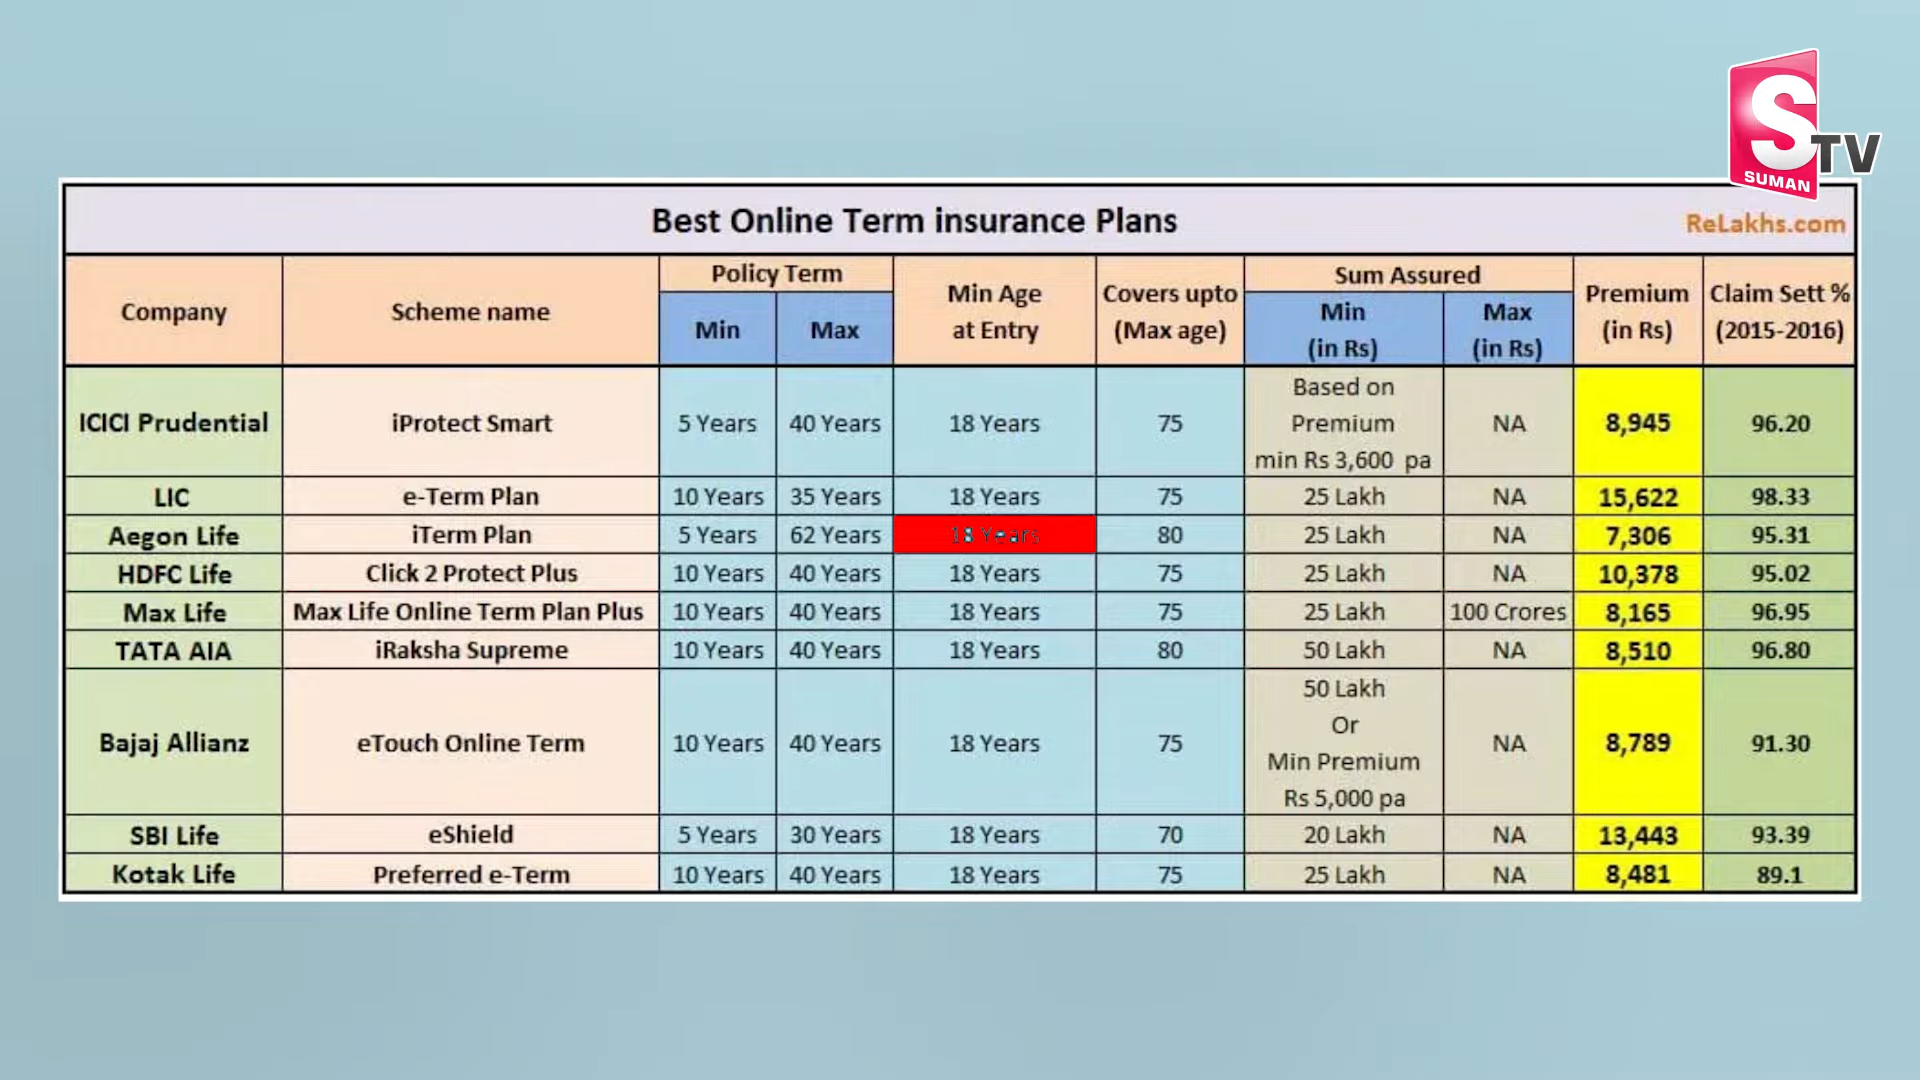 S
TV
SUMAN
Best Online Term insurance Plans
ReLakhs.com
Company Scheme name Policy Term Min Max Min Age at Entry Covers upto (Max age) Sum Assured Min (in Rs) Max (in Rs) Premium (in Rs) Claim Sett % (2015-2016)
ICICI Prudential iProtect Smart 5 Years 40 Years 18 Years 75 Based on Premium min Rs 3,600 pa NA 8,945 96.20
LIC e-Term Plan 10 Years 35 Years 18 Years 75 25 Lakh NA 15,622 98.33
Aegon Life iTerm Plan 5 Years 62 Years 18 Years 80 25 Lakh NA 7,306 95.31
HDFC Life Click 2 Protect Plus 10 Years 40 Years 18 Years 75 25 Lakh NA 10,378 95.02
Max Life Max Life Online Term Plan Plus 10 Years 40 Years 18 Years 75 25 Lakh 100 Crores 8,165 96.95
TATA AIA iRaksha Supreme 10 Years 40 Years 18 Years 80 50 Lakh NA 8,510 96.80
Bajaj Allianz eTouch Online Term 10 Years 40 Years 18 Years 75 50 Lakh Or Min Premium Rs 5,000 pa NA 8,789 91.30
SBI Life eShield 5 Years 30 Years 18 Years 70 20 Lakh NA 13,443 93.39
Kotak Life Preferred e-Term 10 Years 40 Years 18 Years 75 25 Lakh NA 8,481 89.1